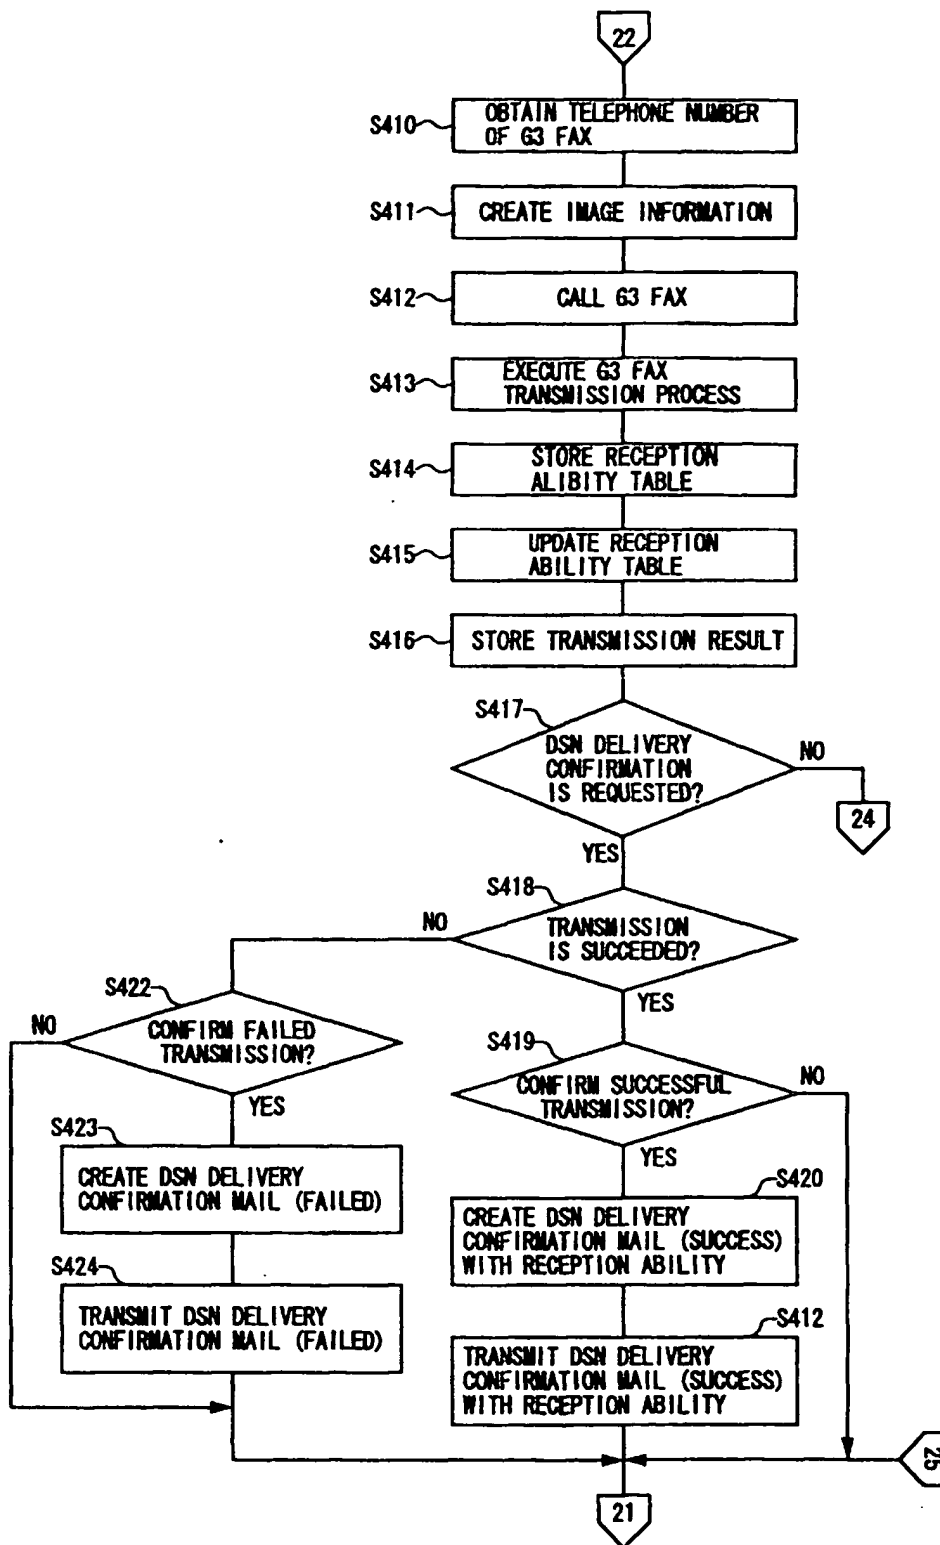 22
S410
OBTAIN TELEPHONE NUMBER
OF G3 FAX
S411
CREATE IMAGE INFORMATION
S412
CALL G3 FAX
S413
EXECUTE G3 FAX
TRANSMISSION PROCESS
S414
STORE RECEPTION
ALIBITY TABLE
S415
UPDATE RECEPTION
ABILITY TABLE
S416
STORE TRANSMISSION RESULT
S417
DSN DELIVERY
CONFIRMATION
IS REQUESTED?
NO
24
YES
S418
NO
TRANSMISSION
IS SUCCEEDED?
YES
S422
NO
CONFIRM FAILED
TRANSMISSION?
YES
S419
CONFIRM SUCCESSFUL
TRANSMISSION?
NO
YES
S423
CREATE DSN DELIVERY
CONFIRMATION MAIL (FAILED)
S420
CREATE DSN DELIVERY
CONFIRMATION MAIL (SUCCESS)
WITH RECEPTION ABILITY
S424
TRANSMIT DSN DELIVERY
CONFIRMATION MAIL (FAILED)
S412
TRANSMIT DSN DELIVERY
CONFIRMATION MAIL (SUCCESS)
WITH RECEPTION ABILITY
25
21